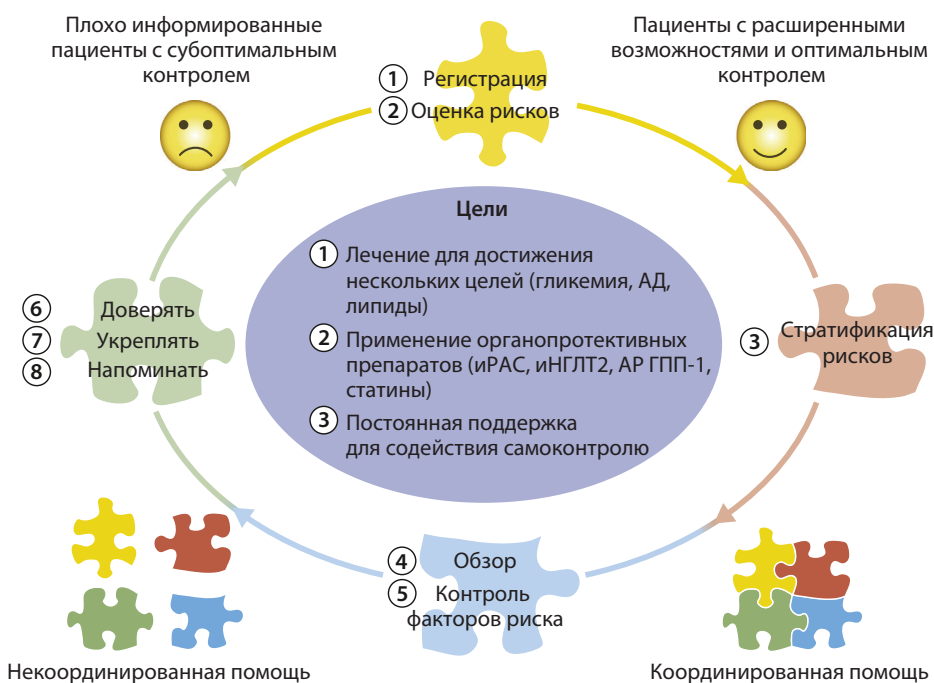 Плохо информированные
пациенты с субоптимальным
контролем
Пациенты с расширенными
возможностями и оптимальным
контролем
1 Регистрация
2 Оценка рисков
Цели
1 Лечение для достижения
нескольких целей (гликемия, АД,
липиды)
2 Применение органопротективных
препаратов (иРАС, иНГЛТ2, АР ГПП-1,
статины)
3 Постоянная поддержка
для содействия самоконтролю
6 Доверять
7 Укреплять
8 Напоминать
3 Стратификация
рисков
4 Обзор
5 Контроль
факторов риска
Некоординированная помощь
Координированная помощь